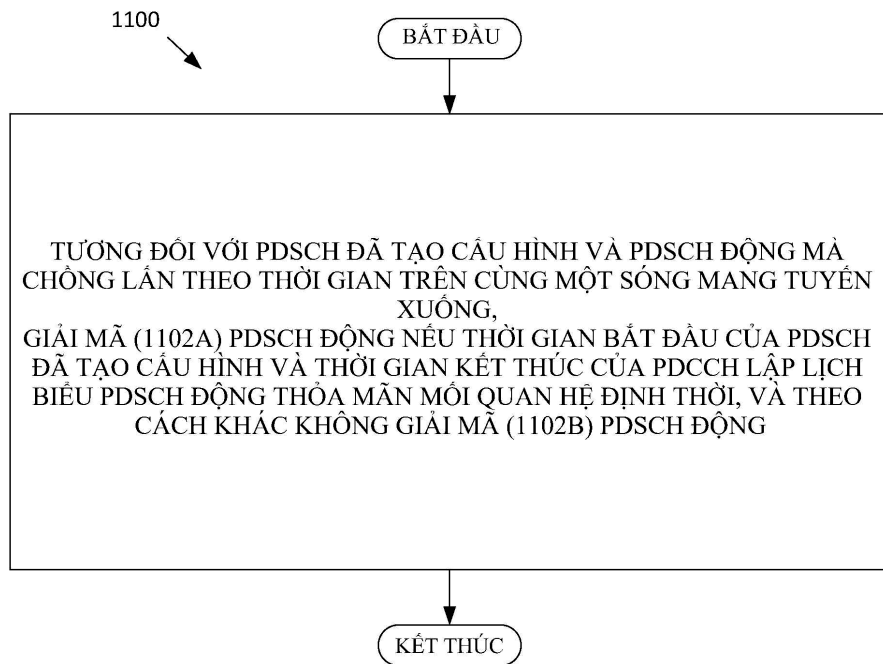 1100
BẮT ĐẦU
TƯƠNG ĐỐI VỚI PDSCH ĐÃ TẠO CẤU HÌNH VÀ PDSCH ĐỘNG MÀ
CHỒNG LẤN THEO THỜI GIAN TRÊN CÙNG MỘT SÓNG MANG TUYẾN
XUỐNG,
GIẢI MÃ (1102A) PDSCH ĐỘNG NẾU THỜI GIAN BẮT ĐẦU CỦA PDSCH
ĐÃ TẠO CẤU HÌNH VÀ THỜI GIAN KẾT THÚC CỦA PDCCH LẬP LỊCH
BIỂU PDSCH ĐỘNG THỎA MÃN MỐI QUAN HỆ ĐỊNH THỜI, VÀ THEO
CÁCH KHÁC KHÔNG GIẢI MÃ (1102B) PDSCH ĐỘNG
KẾT THÚC